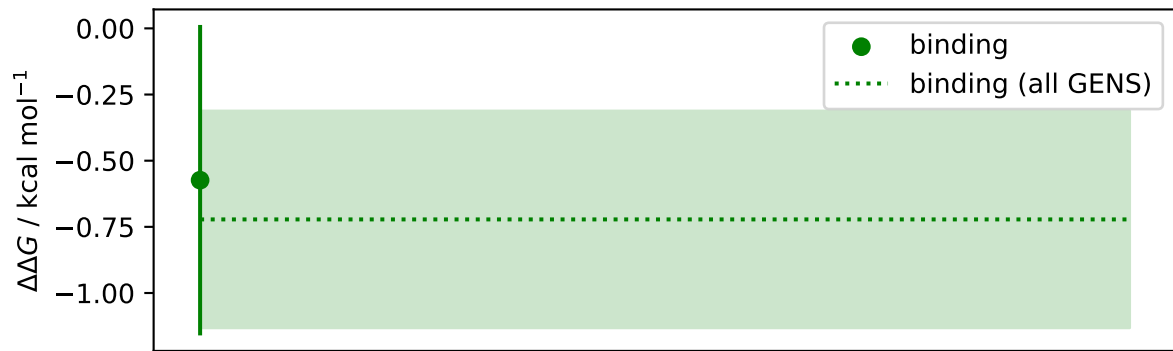 0.00
−0.25
−0.50
−0.75
−1.00
ΔΔG / kcal mol⁻¹
binding
binding (all GENS)